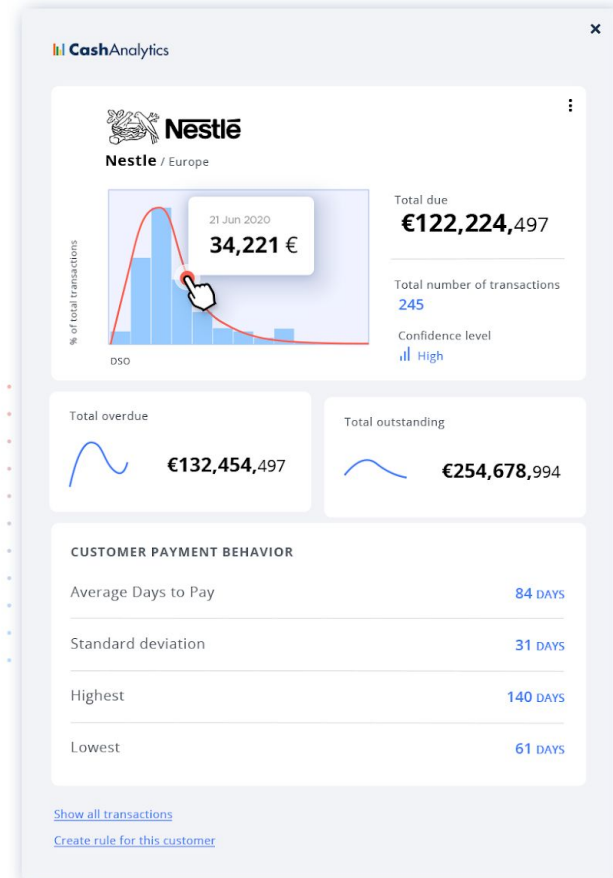 ×
CashAnalytics
Nestlé
Nestle / Europe
% of total transactions
21 Jun 2020
34,221 €
DSO
Total due
€122,224,497
Total number of transactions
245
Confidence level
High
Total overdue
€132,454,497
Total outstanding
€254,678,994
CUSTOMER PAYMENT BEHAVIOR
Average Days to Pay
84 DAYS
Standard deviation
31 DAYS
Highest
140 DAYS
Lowest
61 DAYS
Show all transactions
Create rule for this customer